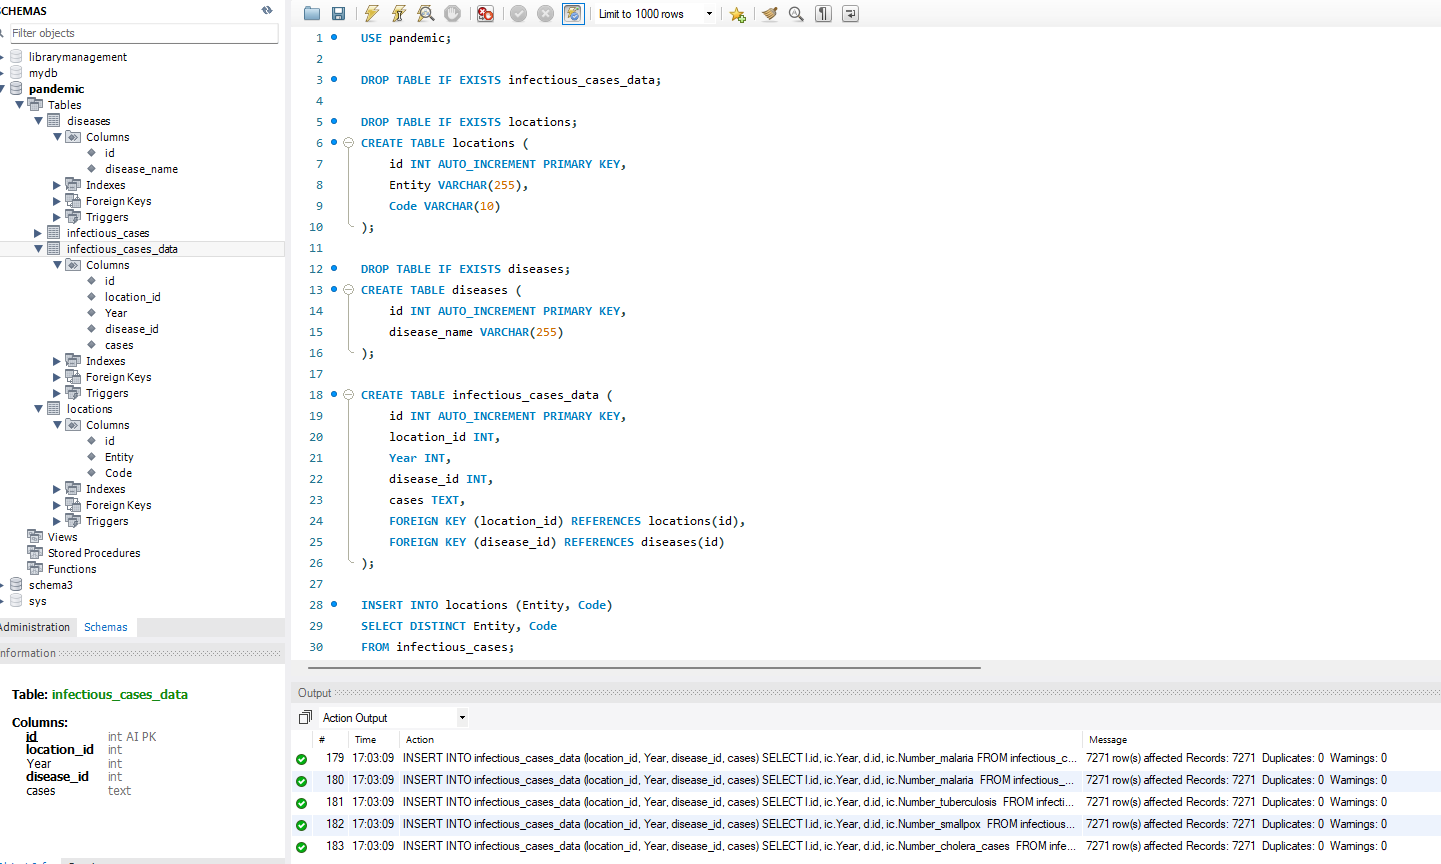 SCHEMAS
Filter objects
librarymanagement
mydb
pandemic
Tables
diseases
Columns
id
disease_name
Indexes
Foreign Keys
Triggers
infectious_cases
infectious_cases_data
Columns
id
location_id
Year
disease_id
cases
Indexes
Foreign Keys
Triggers
locations
Columns
id
Entity
Code
Indexes
Foreign Keys
Triggers
Views
Stored Procedures
Functions
schema3
sys
Administration Schemas
Information
Table: infectious_cases_data
Columns:
id int AI PK
location_id int
Year int
disease_id int
cases text
Limit to 1000 rows
1 USE pandemic;
2
3 DROP TABLE IF EXISTS infectious_cases_data;
4
5 DROP TABLE IF EXISTS locations;
6 CREATE TABLE locations (
7 id INT AUTO_INCREMENT PRIMARY KEY,
8 Entity VARCHAR(255),
9 Code VARCHAR(10)
10 );
11
12 DROP TABLE IF EXISTS diseases;
13 CREATE TABLE diseases (
14 id INT AUTO_INCREMENT PRIMARY KEY,
15 disease_name VARCHAR(255)
16 );
17
18 CREATE TABLE infectious_cases_data (
19 id INT AUTO_INCREMENT PRIMARY KEY,
20 location_id INT,
21 Year INT,
22 disease_id INT,
23 cases TEXT,
24 FOREIGN KEY (location_id) REFERENCES locations(id),
25 FOREIGN KEY (disease_id) REFERENCES diseases(id)
26 );
27
28 INSERT INTO locations (Entity, Code)
29 SELECT DISTINCT Entity, Code
30 FROM infectious_cases;
Output
Action Output
# Time Action Message
179 17:03:09 INSERT INTO infectious_cases_data (location_id, Year, disease_id, cases) SELECT l.id, ic.Year, d.id, ic.Number_malaria FROM infectious_c... 7271 row(s) affected Records: 7271 Duplicates: 0 Warnings: 0
180 17:03:09 INSERT INTO infectious_cases_data (location_id, Year, disease_id, cases) SELECT l.id, ic.Year, d.id, ic.Number_malaria FROM infectious_... 7271 row(s) affected Records: 7271 Duplicates: 0 Warnings: 0
181 17:03:09 INSERT INTO infectious_cases_data (location_id, Year, disease_id, cases) SELECT l.id, ic.Year, d.id, ic.Number_tuberculosis FROM infecti... 7271 row(s) affected Records: 7271 Duplicates: 0 Warnings: 0
182 17:03:09 INSERT INTO infectious_cases_data (location_id, Year, disease_id, cases) SELECT l.id, ic.Year, d.id, ic.Number_smallpox FROM infectious... 7271 row(s) affected Records: 7271 Duplicates: 0 Warnings: 0
183 17:03:09 INSERT INTO infectious_cases_data (location_id, Year, disease_id, cases) SELECT l.id, ic.Year, d.id, ic.Number_cholera_cases FROM infe... 7271 row(s) affected Records: 7271 Duplicates: 0 Warnings: 0